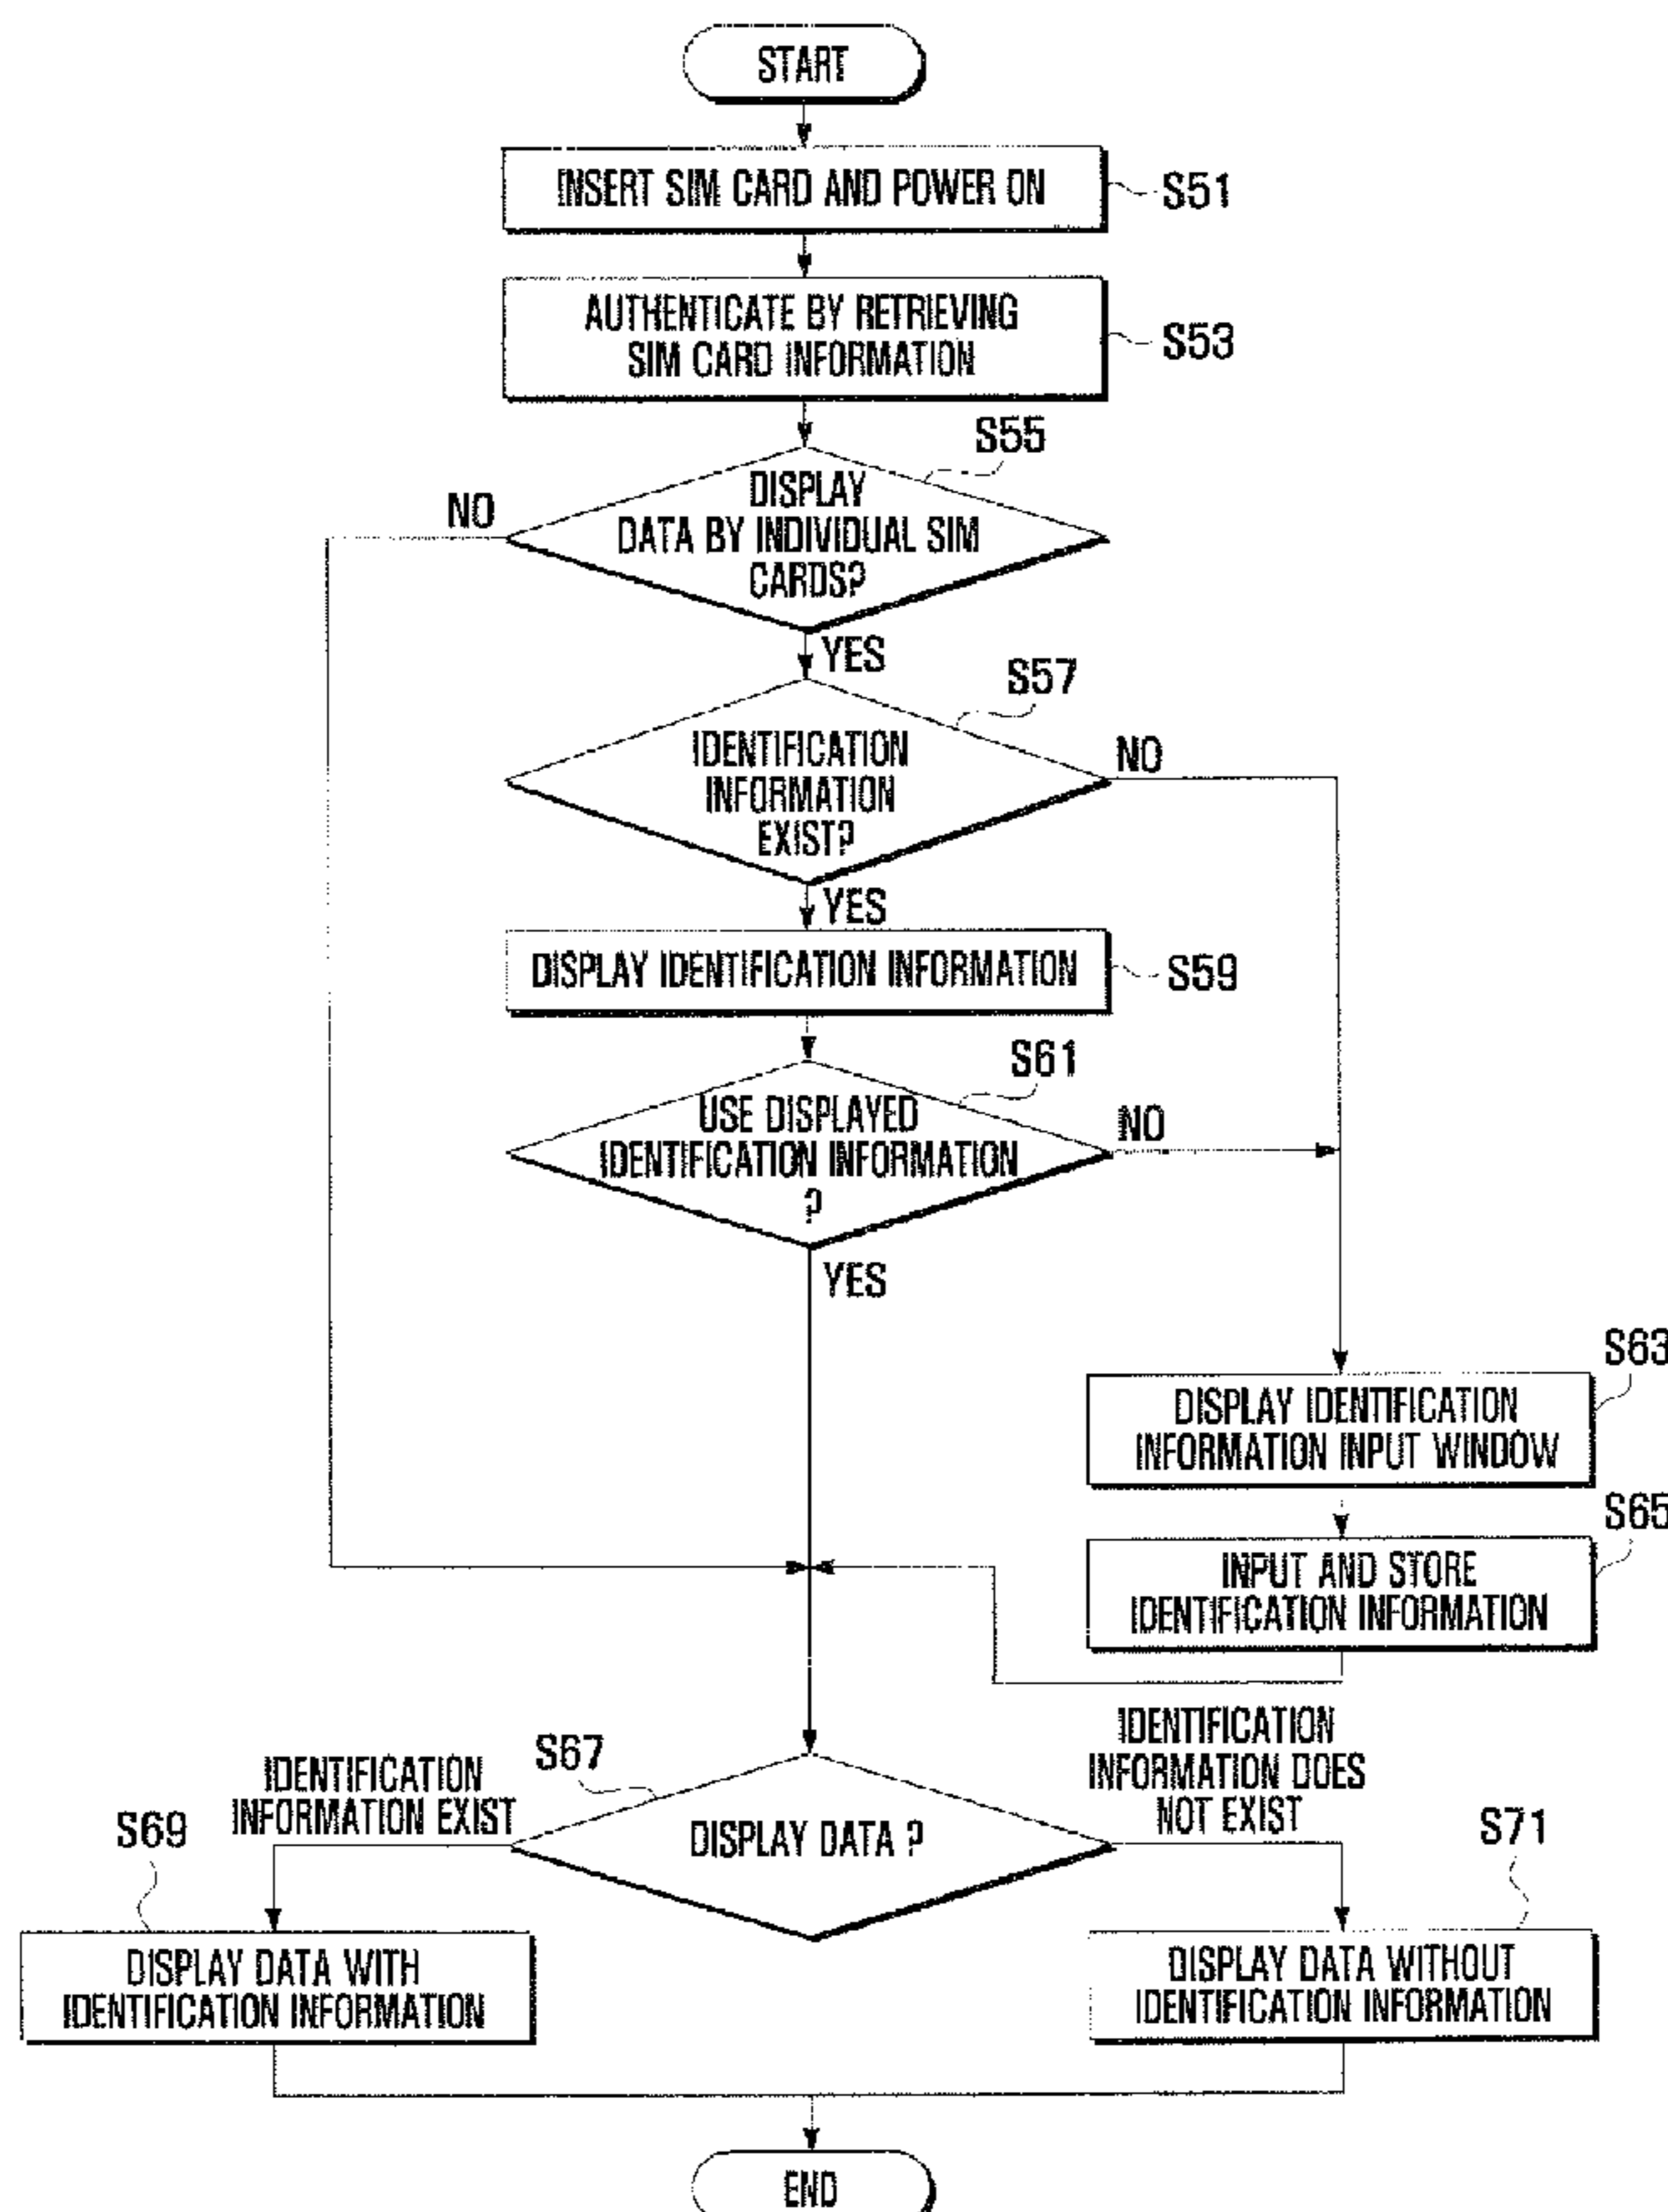 START
INSERT SIM CARD AND POWER ON
S51
AUTHENTICATE BY RETRIEVING
SIM CARD INFORMATION
S53
S55
DISPLAY
DATA BY INDIVIDUAL SIM
CARDS?
NO
YES
S57
IDENTIFICATION
INFORMATION
EXIST?
NO
YES
DISPLAY IDENTIFICATION INFORMATION
S59
S61
USE DISPLAYED
IDENTIFICATION INFORMATION
?
NO
YES
S63
DISPLAY IDENTIFICATION
INFORMATION INPUT WINDOW
S65
INPUT AND STORE
IDENTIFICATION INFORMATION
S67
DISPLAY DATA ?
IDENTIFICATION
INFORMATION EXIST
IDENTIFICATION
INFORMATION DOES
NOT EXIST
S69
DISPLAY DATA WITH
IDENTIFICATION INFORMATION
S71
DISPLAY DATA WITHOUT
IDENTIFICATION INFORMATION
END